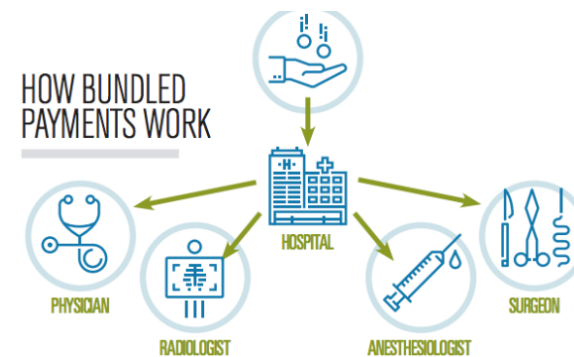 HOW BUNDLED
PAYMENTS WORK
H
HOSPITAL
PHYSICIAN
RADIOLOGIST
ANESTHESIOLOGIST
SURGEON